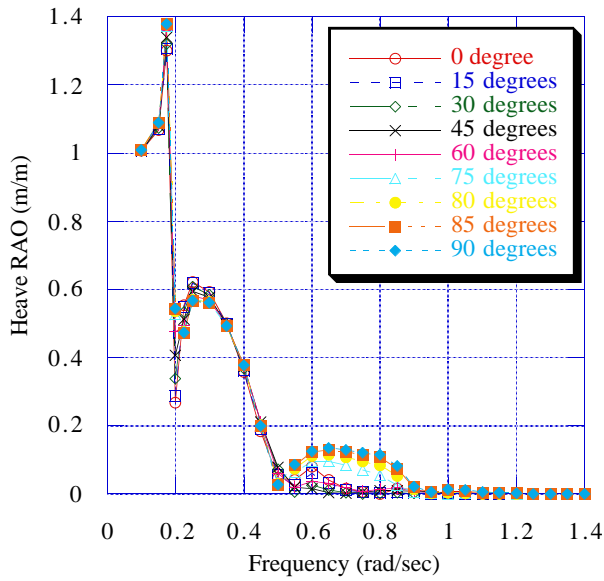 1.4
1.2
1
0.8
0.6
0.4
0.2
0
Heave RAO (m/m)
0 degree
15 degrees
30 degrees
45 degrees
60 degrees
75 degrees
80 degrees
85 degrees
90 degrees
0 0.2 0.4 0.6 0.8 1 1.2 1.4
Frequency (rad/sec)